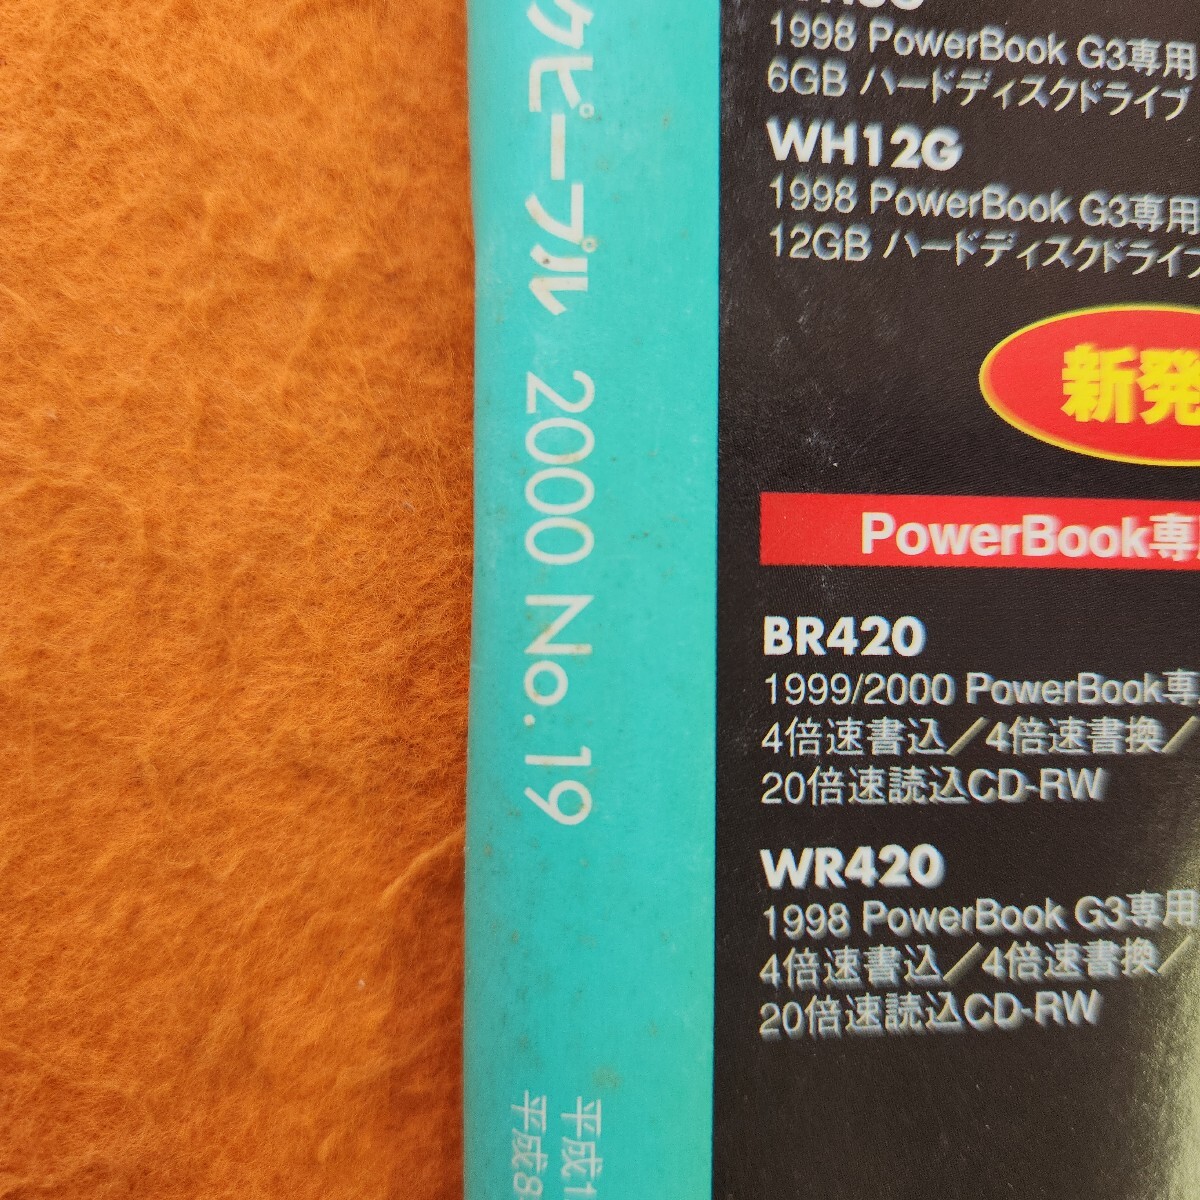 クピープル 2000 No.19
平成1
平成8
1998 PowerBook G3専用
6GB ハードディスクドライブ
WH12G
1998 PowerBook G3専用
12GB ハードディスクドライブ
新発
PowerBook専
BR420
1999/2000 PowerBook専
4倍速書込／4倍速書換／
20倍速読込CD-RW
WR420
1998 PowerBook G3専用
4倍速書込／4倍速書換／
20倍速読込CD-RW